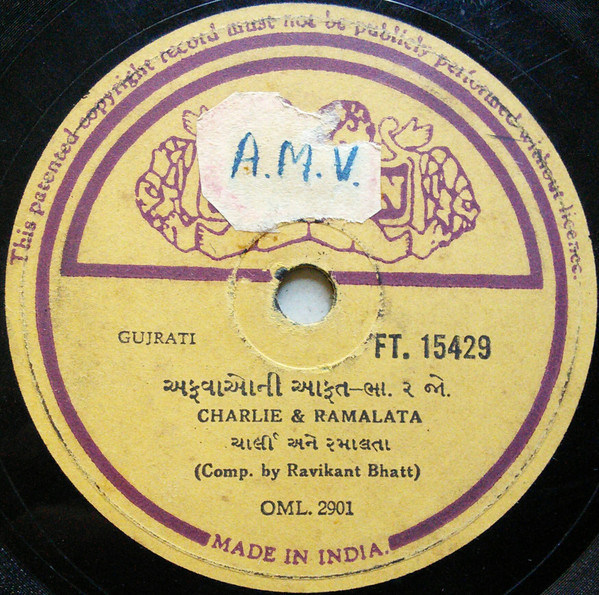 This patented copyright record must not be publicly performed without licence.
A.M.V.
GUJRATI
FT. 15429
અફવાઓની આફત—ભા. ૨ જો.
CHARLIE & RAMALATA
ચાર્લી અને રમાલતા
(Comp. by Ravikant Bhatt)
OML. 2901
MADE IN INDIA.